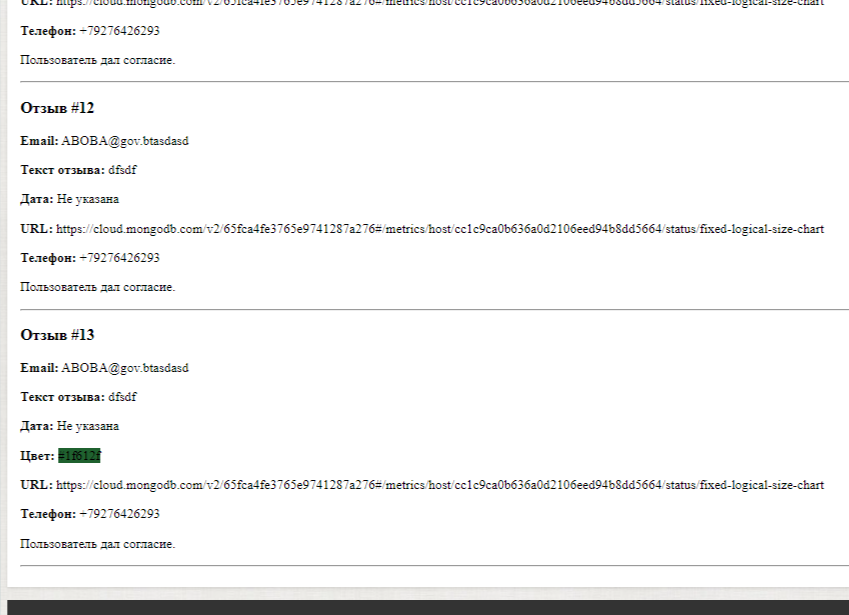 URL: https://cloud.mongodb.com/v2/65fca4fe3765e9741287a276#/metrics/host/cc1c9ca0b636a0d2106eed94b8dd5664/status/fixed-logical-size-chart
Телефон: +79276426293
Пользователь дал согласие.
Отзыв #12
Email: ABOBA@gov.btasdasd
Текст отзыва: dfsdf
Дата: Не указана
URL: https://cloud.mongodb.com/v2/65fca4fe3765e9741287a276#/metrics/host/cc1c9ca0b636a0d2106eed94b8dd5664/status/fixed-logical-size-chart
Телефон: +79276426293
Пользователь дал согласие.
Отзыв #13
Email: ABOBA@gov.btasdasd
Текст отзыва: dfsdf
Дата: Не указана
Цвет: #1f612f
URL: https://cloud.mongodb.com/v2/65fca4fe3765e9741287a276#/metrics/host/cc1c9ca0b636a0d2106eed94b8dd5664/status/fixed-logical-size-chart
Телефон: +79276426293
Пользователь дал согласие.